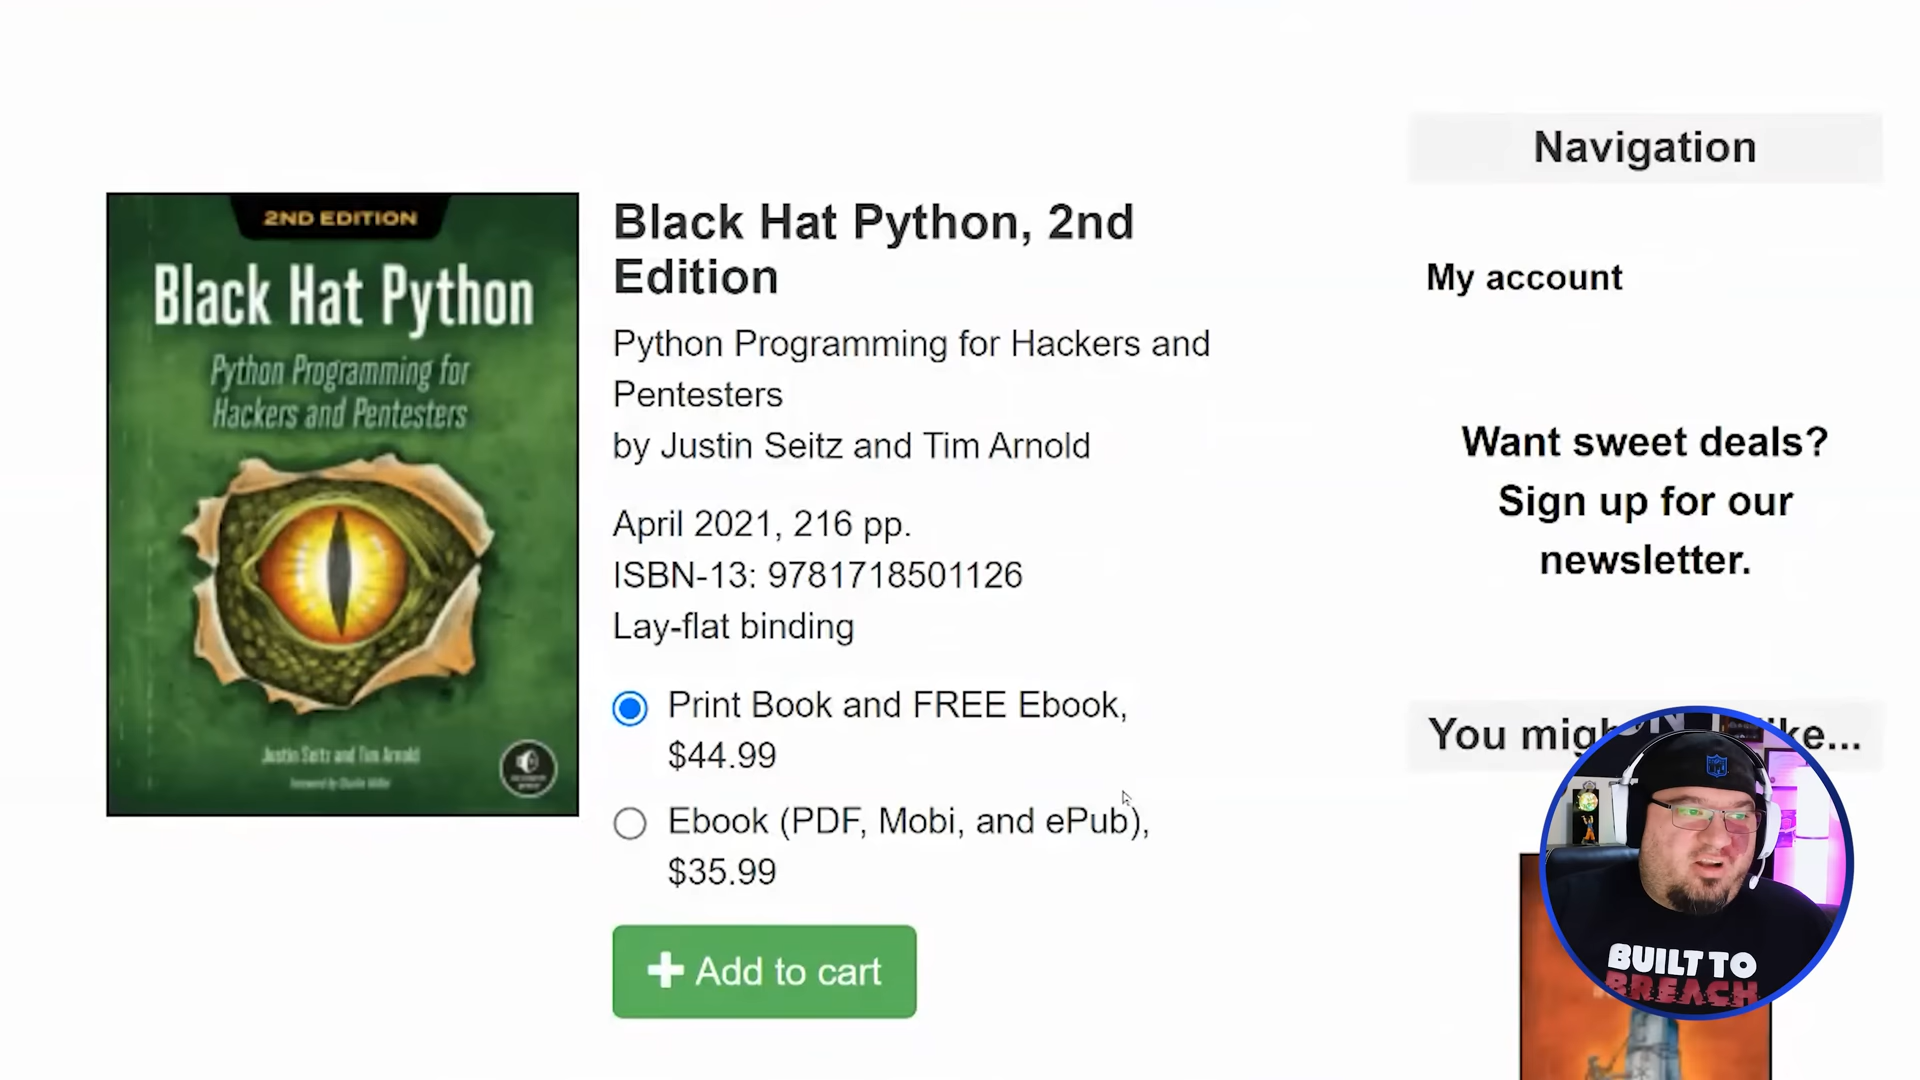 2ND EDITION
Black Hat Python
Python Programming for
Hackers and Pentesters
Justin Seitz and Tim Arnold
Black Hat Python, 2nd
Edition
Python Programming for Hackers and
Pentesters
by Justin Seitz and Tim Arnold
April 2021, 216 pp.
ISBN-13: 9781718501126
Lay-flat binding
Print Book and FREE Ebook,
$44.99
Ebook (PDF, Mobi, and ePub),
$35.99
Add to cart
Navigation
My account
Want sweet deals?
Sign up for our
newsletter.
You
BUILT TO
BREACH